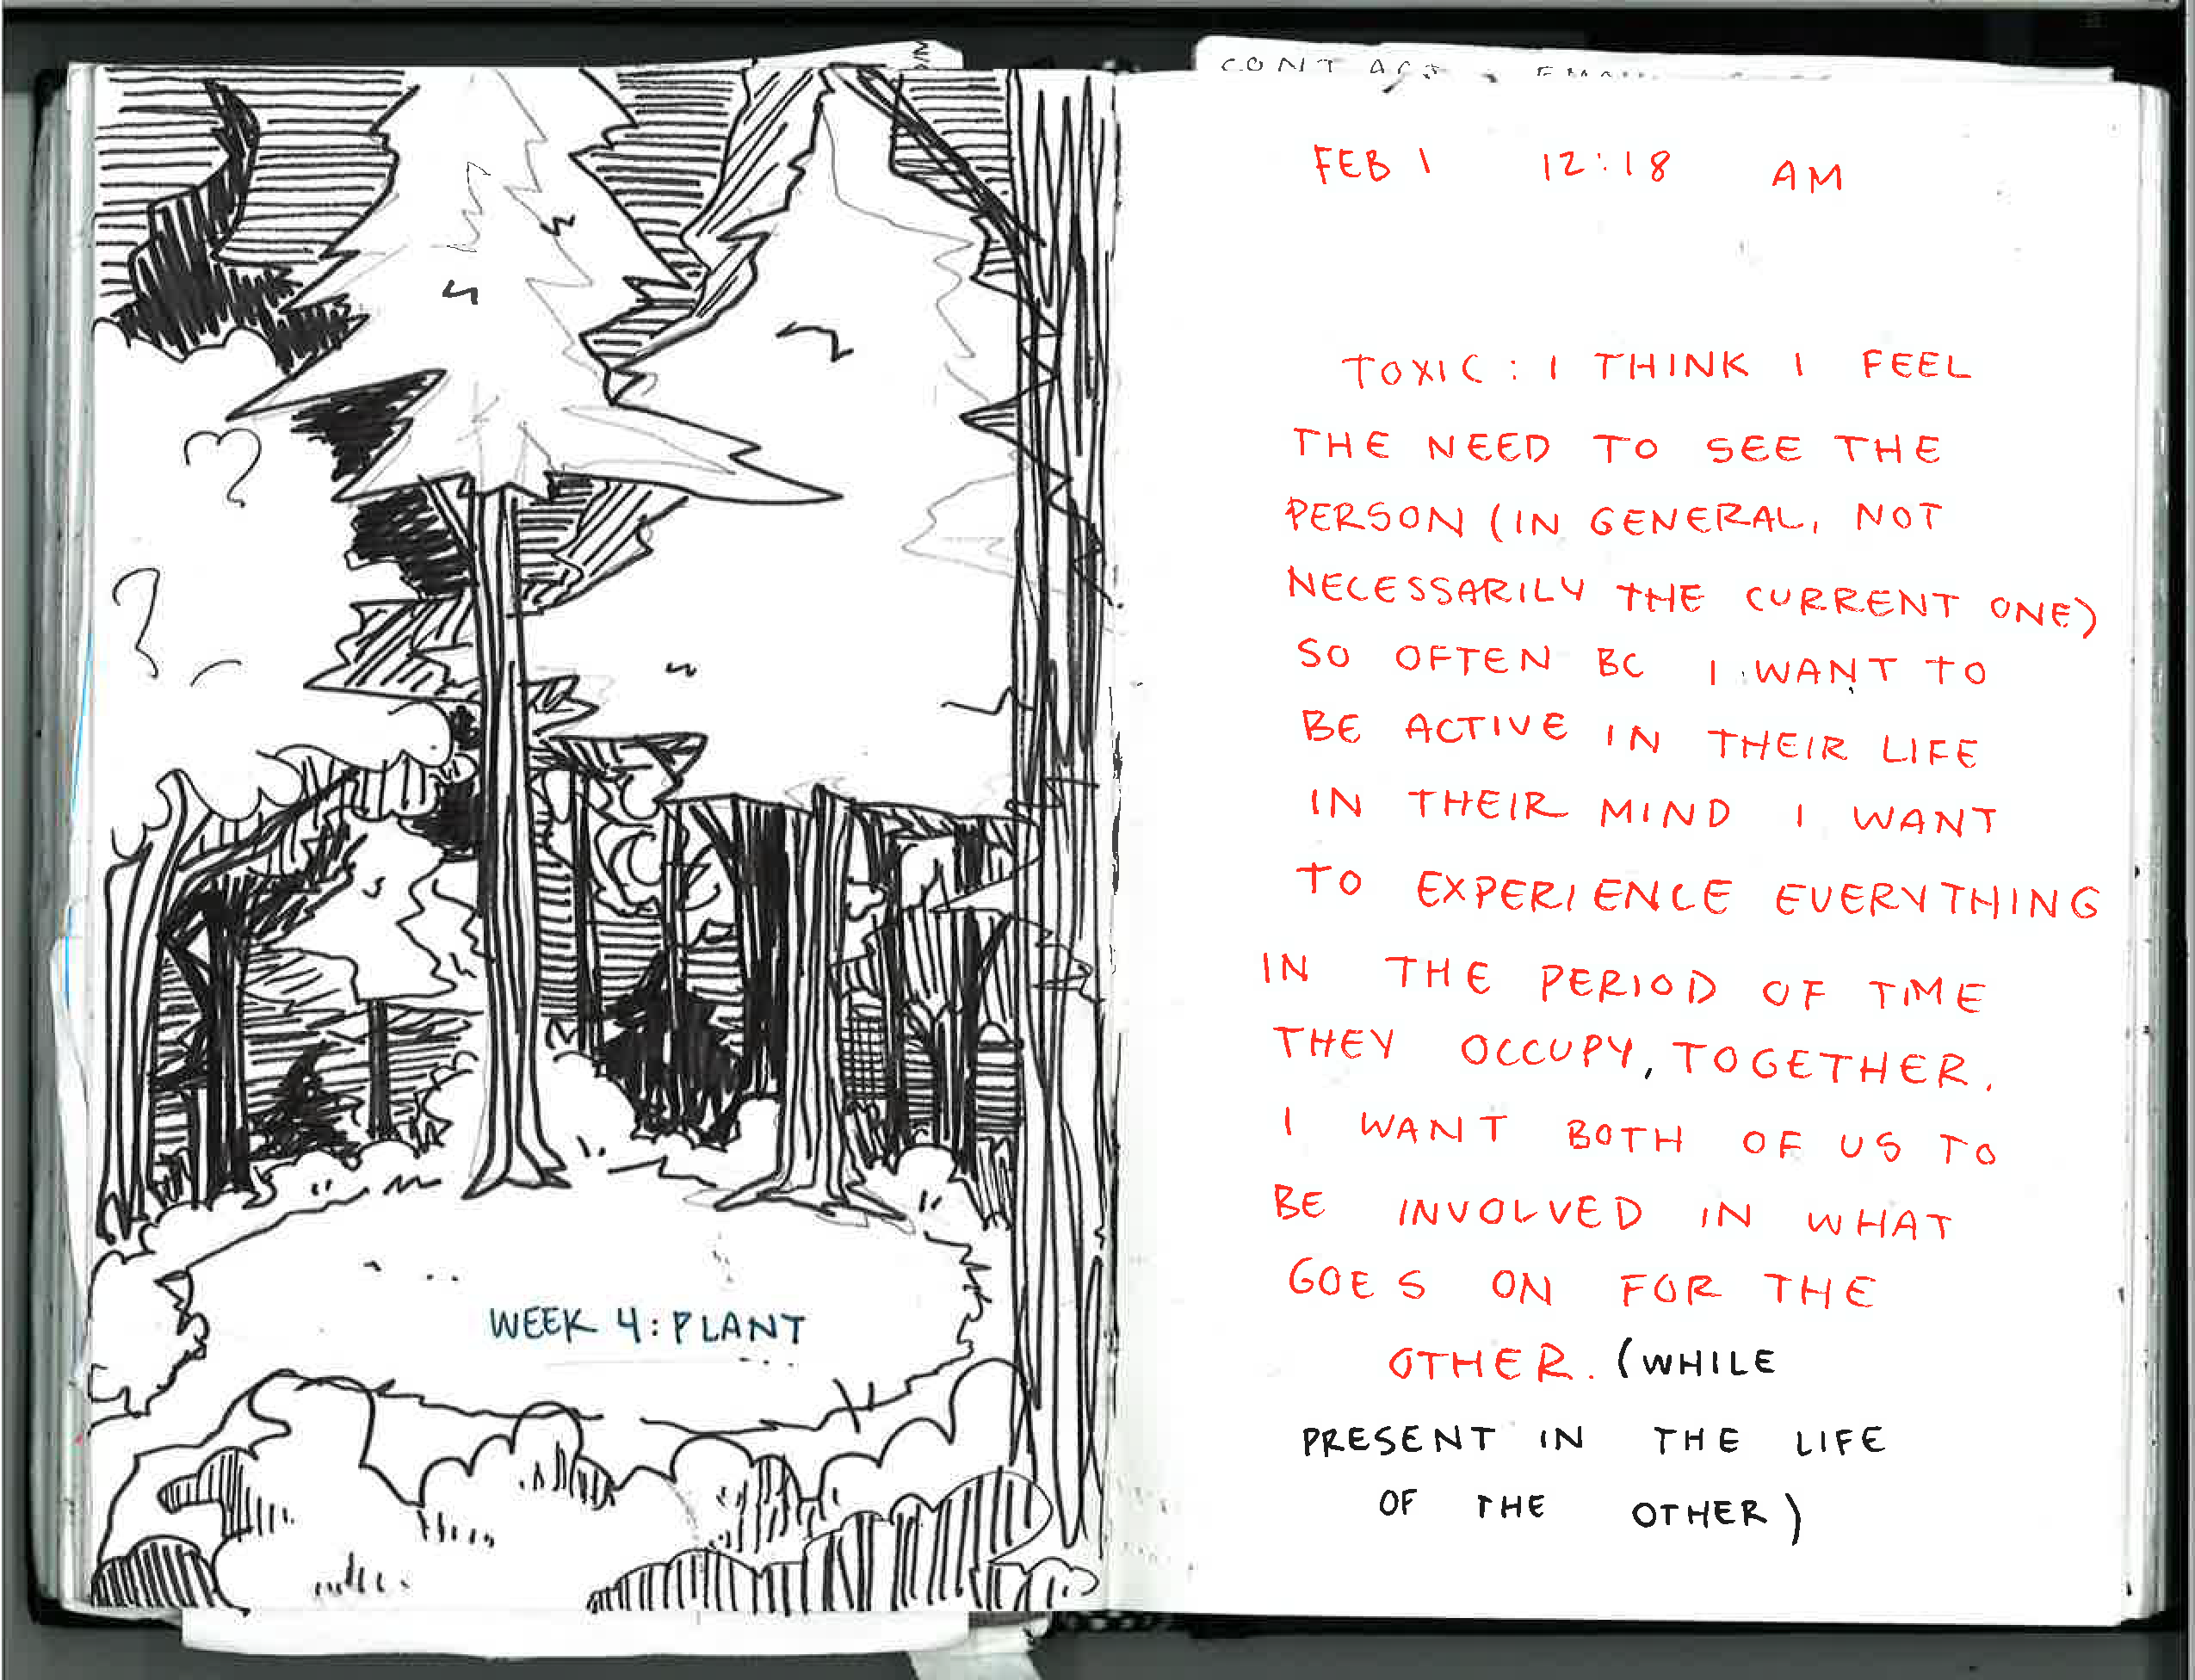 WEEK 4: PLANT
CONTACT
FEB 1 12:18 AM
TOXIC: I THINK I FEEL
THE NEED TO SEE THE
PERSON (IN GENERAL, NOT
NECESSARILY THE CURRENT ONE)
SO OFTEN BC I WANT TO
BE ACTIVE IN THEIR LIFE
IN THEIR MIND I WANT
TO EXPERIENCE EVERYTHING
IN THE PERIOD OF TIME
THEY OCCUPY, TOGETHER.
I WANT BOTH OF US TO
BE INVOLVED IN WHAT
GOES ON FOR THE
OTHER. (WHILE
PRESENT IN THE LIFE
OF THE OTHER)